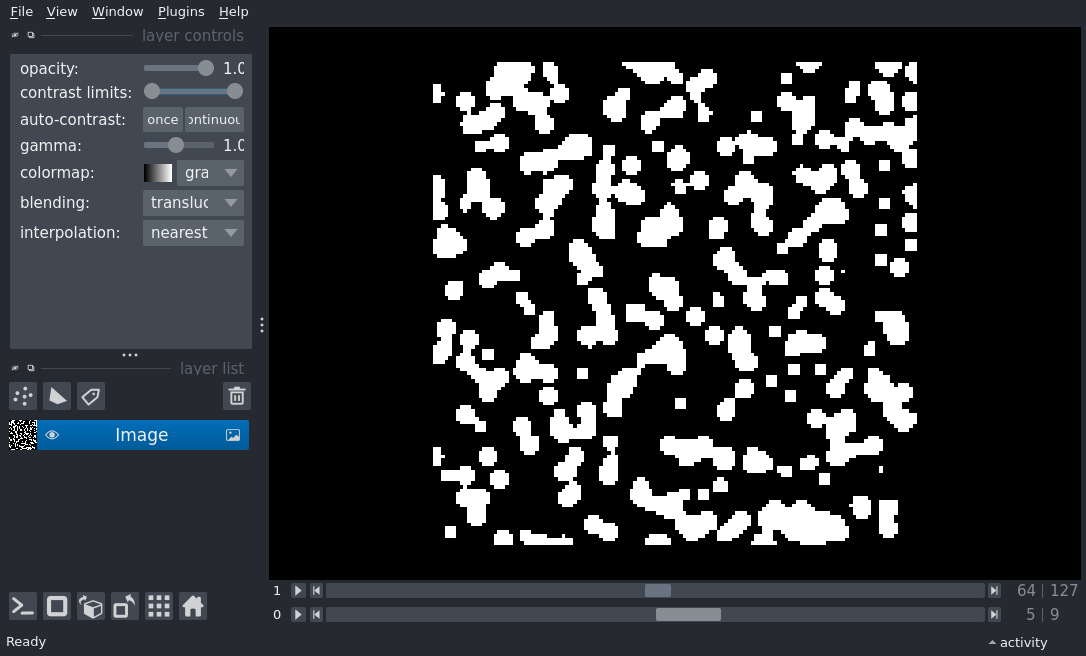 File View Window Plugins Help
layer controls
opacity: 1.0
contrast limits:
auto-contrast: once ontinuou
gamma: 1.0
colormap: gra
blending: transluc
interpolation: nearest
layer list
Image
1 64 | 127
0 5 | 9
Ready activity